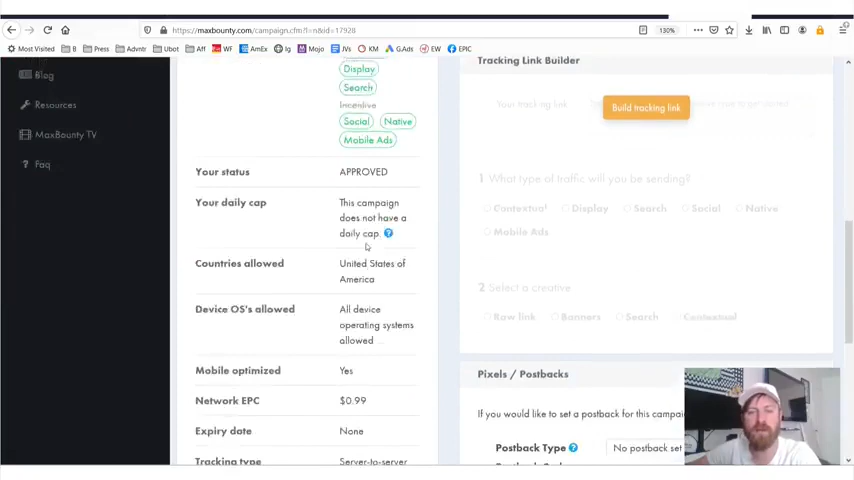 https://maxbounty.com/campaign.cfm?l=n&id=17928
130%
Most Visited
B
Press
Advntr
Ubot
Aff
WF
AmEx
Ig
Mojo
JVs
KM
G.Ads
EW
EPIC
Blog
Resources
MaxBounty TV
Faq
Display
Search
Incentive
Social Native
Mobile Ads
Your status APPROVED
Your daily cap This campaign
does not have a
daily cap.
Countries allowed United States of
America
Device OS's allowed All device
operating systems
allowed ...
Mobile optimized Yes
Network EPC $0.99
Expiry date None
Tracking type Server-to-server
Tracking Link Builder
Your tracking link
Build tracking link
1 What type of traffic will you be sending?
Contextual Display Search Social Native
Mobile Ads
2 Select a creative
Raw link Banners Search Contextual
Pixels / Postbacks
If you would like to set a postback for this campai
Postback Type No postback set